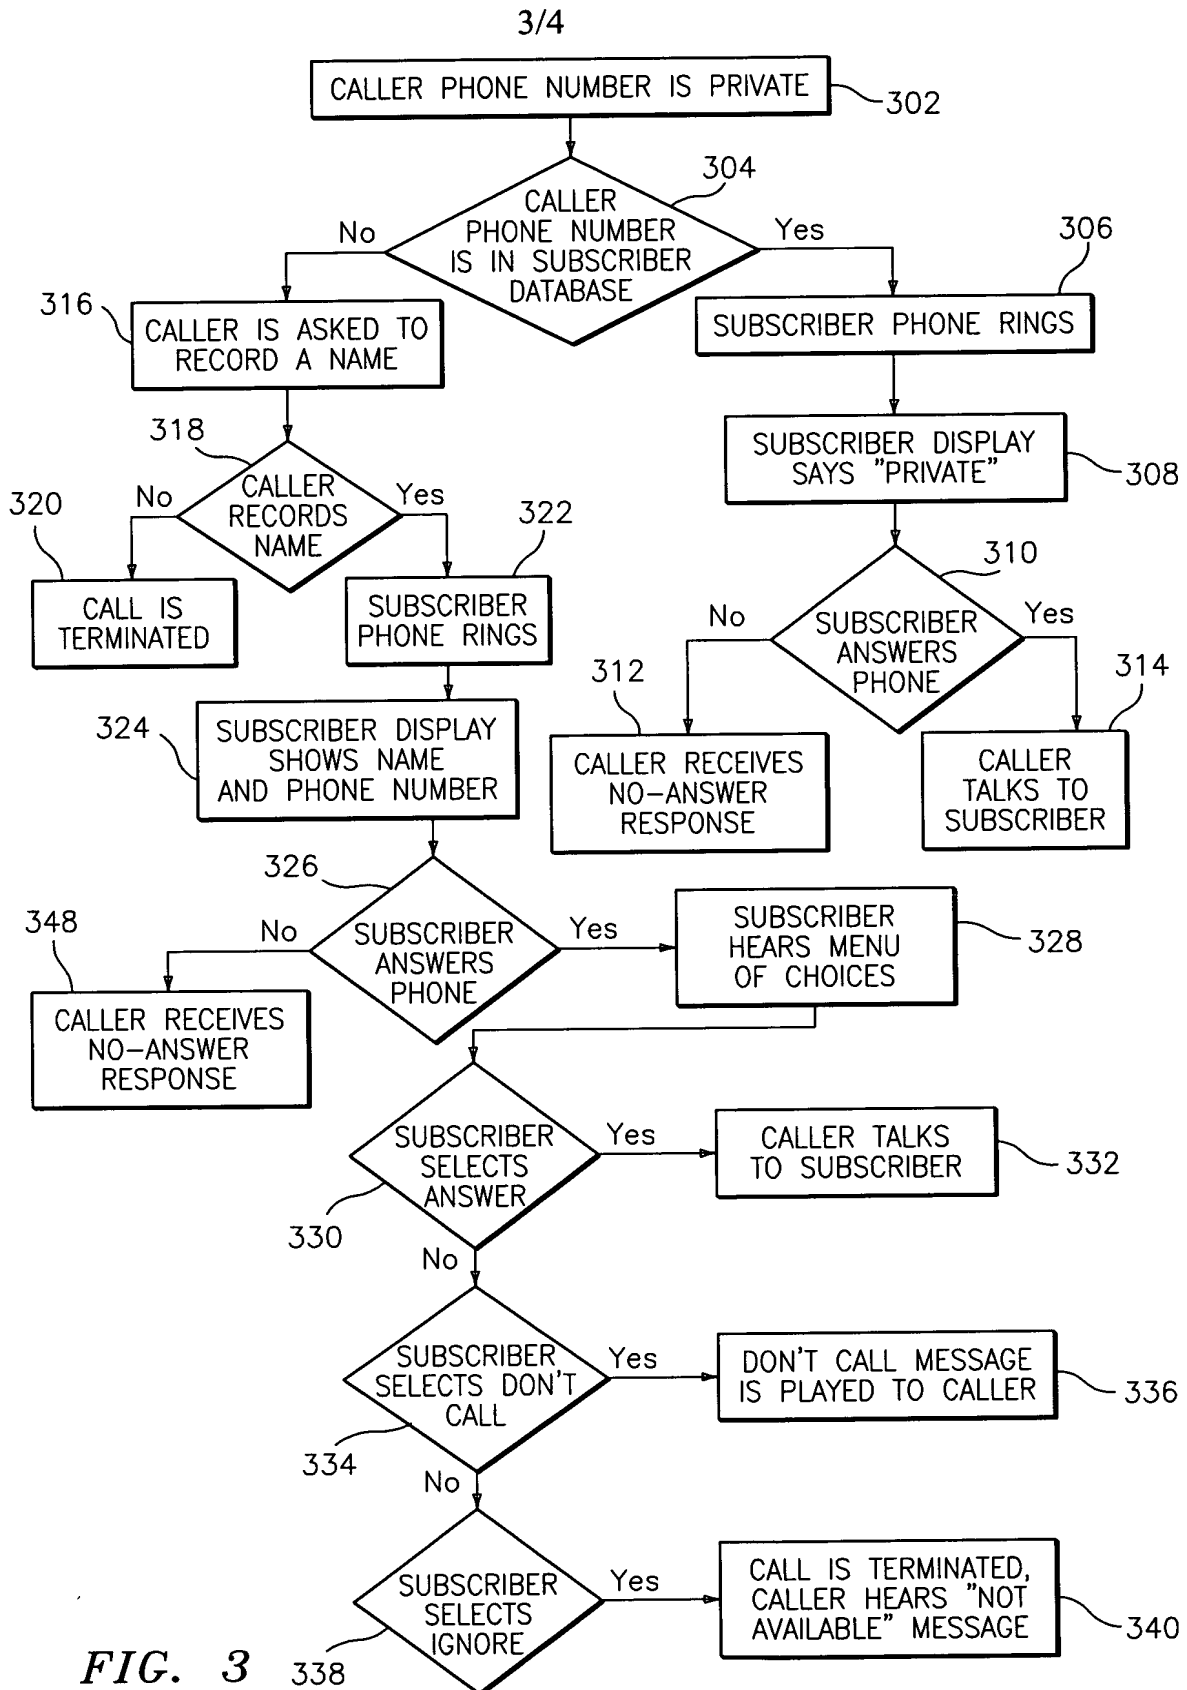 3/4
CALLER PHONE NUMBER IS PRIVATE
302
304
CALLER
PHONE NUMBER
IS IN SUBSCRIBER
DATABASE
No
Yes
306
316
CALLER IS ASKED TO
RECORD A NAME
SUBSCRIBER PHONE RINGS
318
CALLER
RECORDS
NAME
No
Yes
SUBSCRIBER DISPLAY
SAYS "PRIVATE"
308
320
322
CALL IS
TERMINATED
SUBSCRIBER
PHONE RINGS
310
SUBSCRIBER
ANSWERS
PHONE
No
Yes
312
314
324
SUBSCRIBER DISPLAY
SHOWS NAME
AND PHONE NUMBER
CALLER RECEIVES
NO-ANSWER
RESPONSE
CALLER
TALKS TO
SUBSCRIBER
326
348
No
SUBSCRIBER
ANSWERS
PHONE
Yes
SUBSCRIBER
HEARS MENU
OF CHOICES
328
CALLER RECEIVES
NO-ANSWER
RESPONSE
SUBSCRIBER
SELECTS
ANSWER
Yes
CALLER TALKS
TO SUBSCRIBER
332
330
No
SUBSCRIBER
SELECTS DON'T
CALL
Yes
DON'T CALL MESSAGE
IS PLAYED TO CALLER
336
334
No
SUBSCRIBER
SELECTS
IGNORE
Yes
CALL IS TERMINATED,
CALLER HEARS "NOT
AVAILABLE" MESSAGE
340
338
FIG. 3